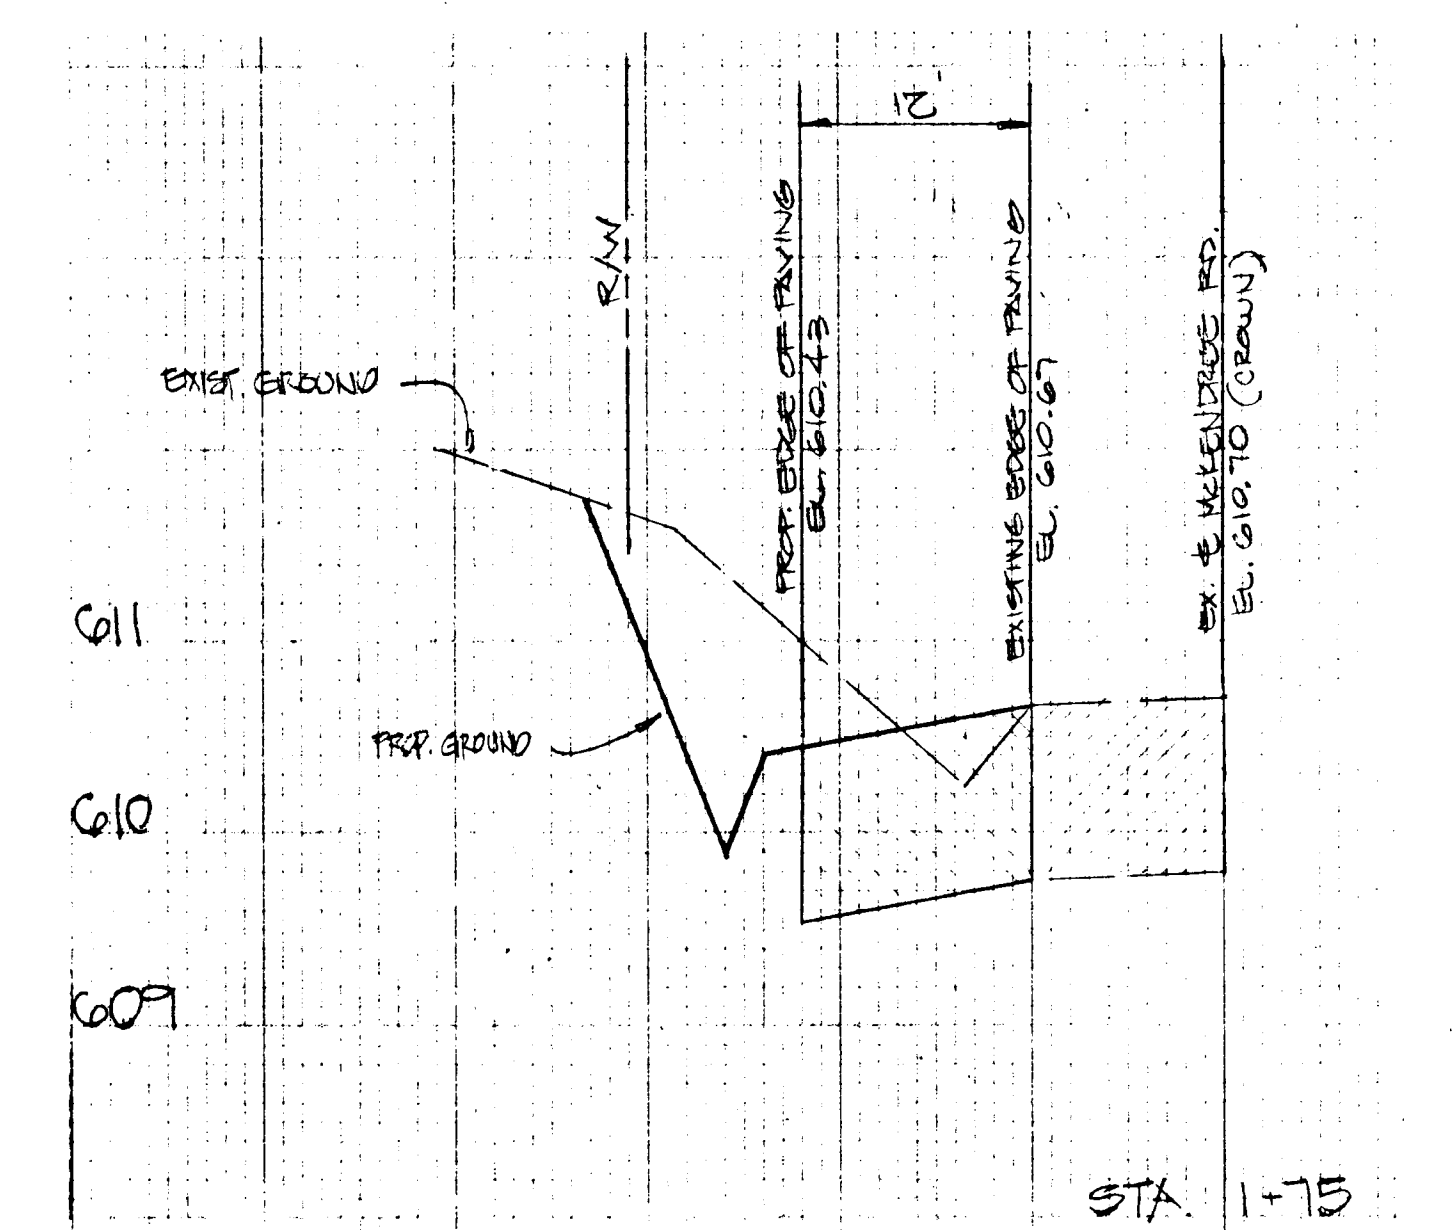 12'
R/W
PROP. EDGE OF PAVING
EL. 610.43
EXISTING EDGE OF PAVING
EL. 610.67
EX. ℄ McKENDREE RD.
EL. 610.70 (CROWN)
EXIST. GROUND
611
PROP. GROUND
610
609
STA. 1+75